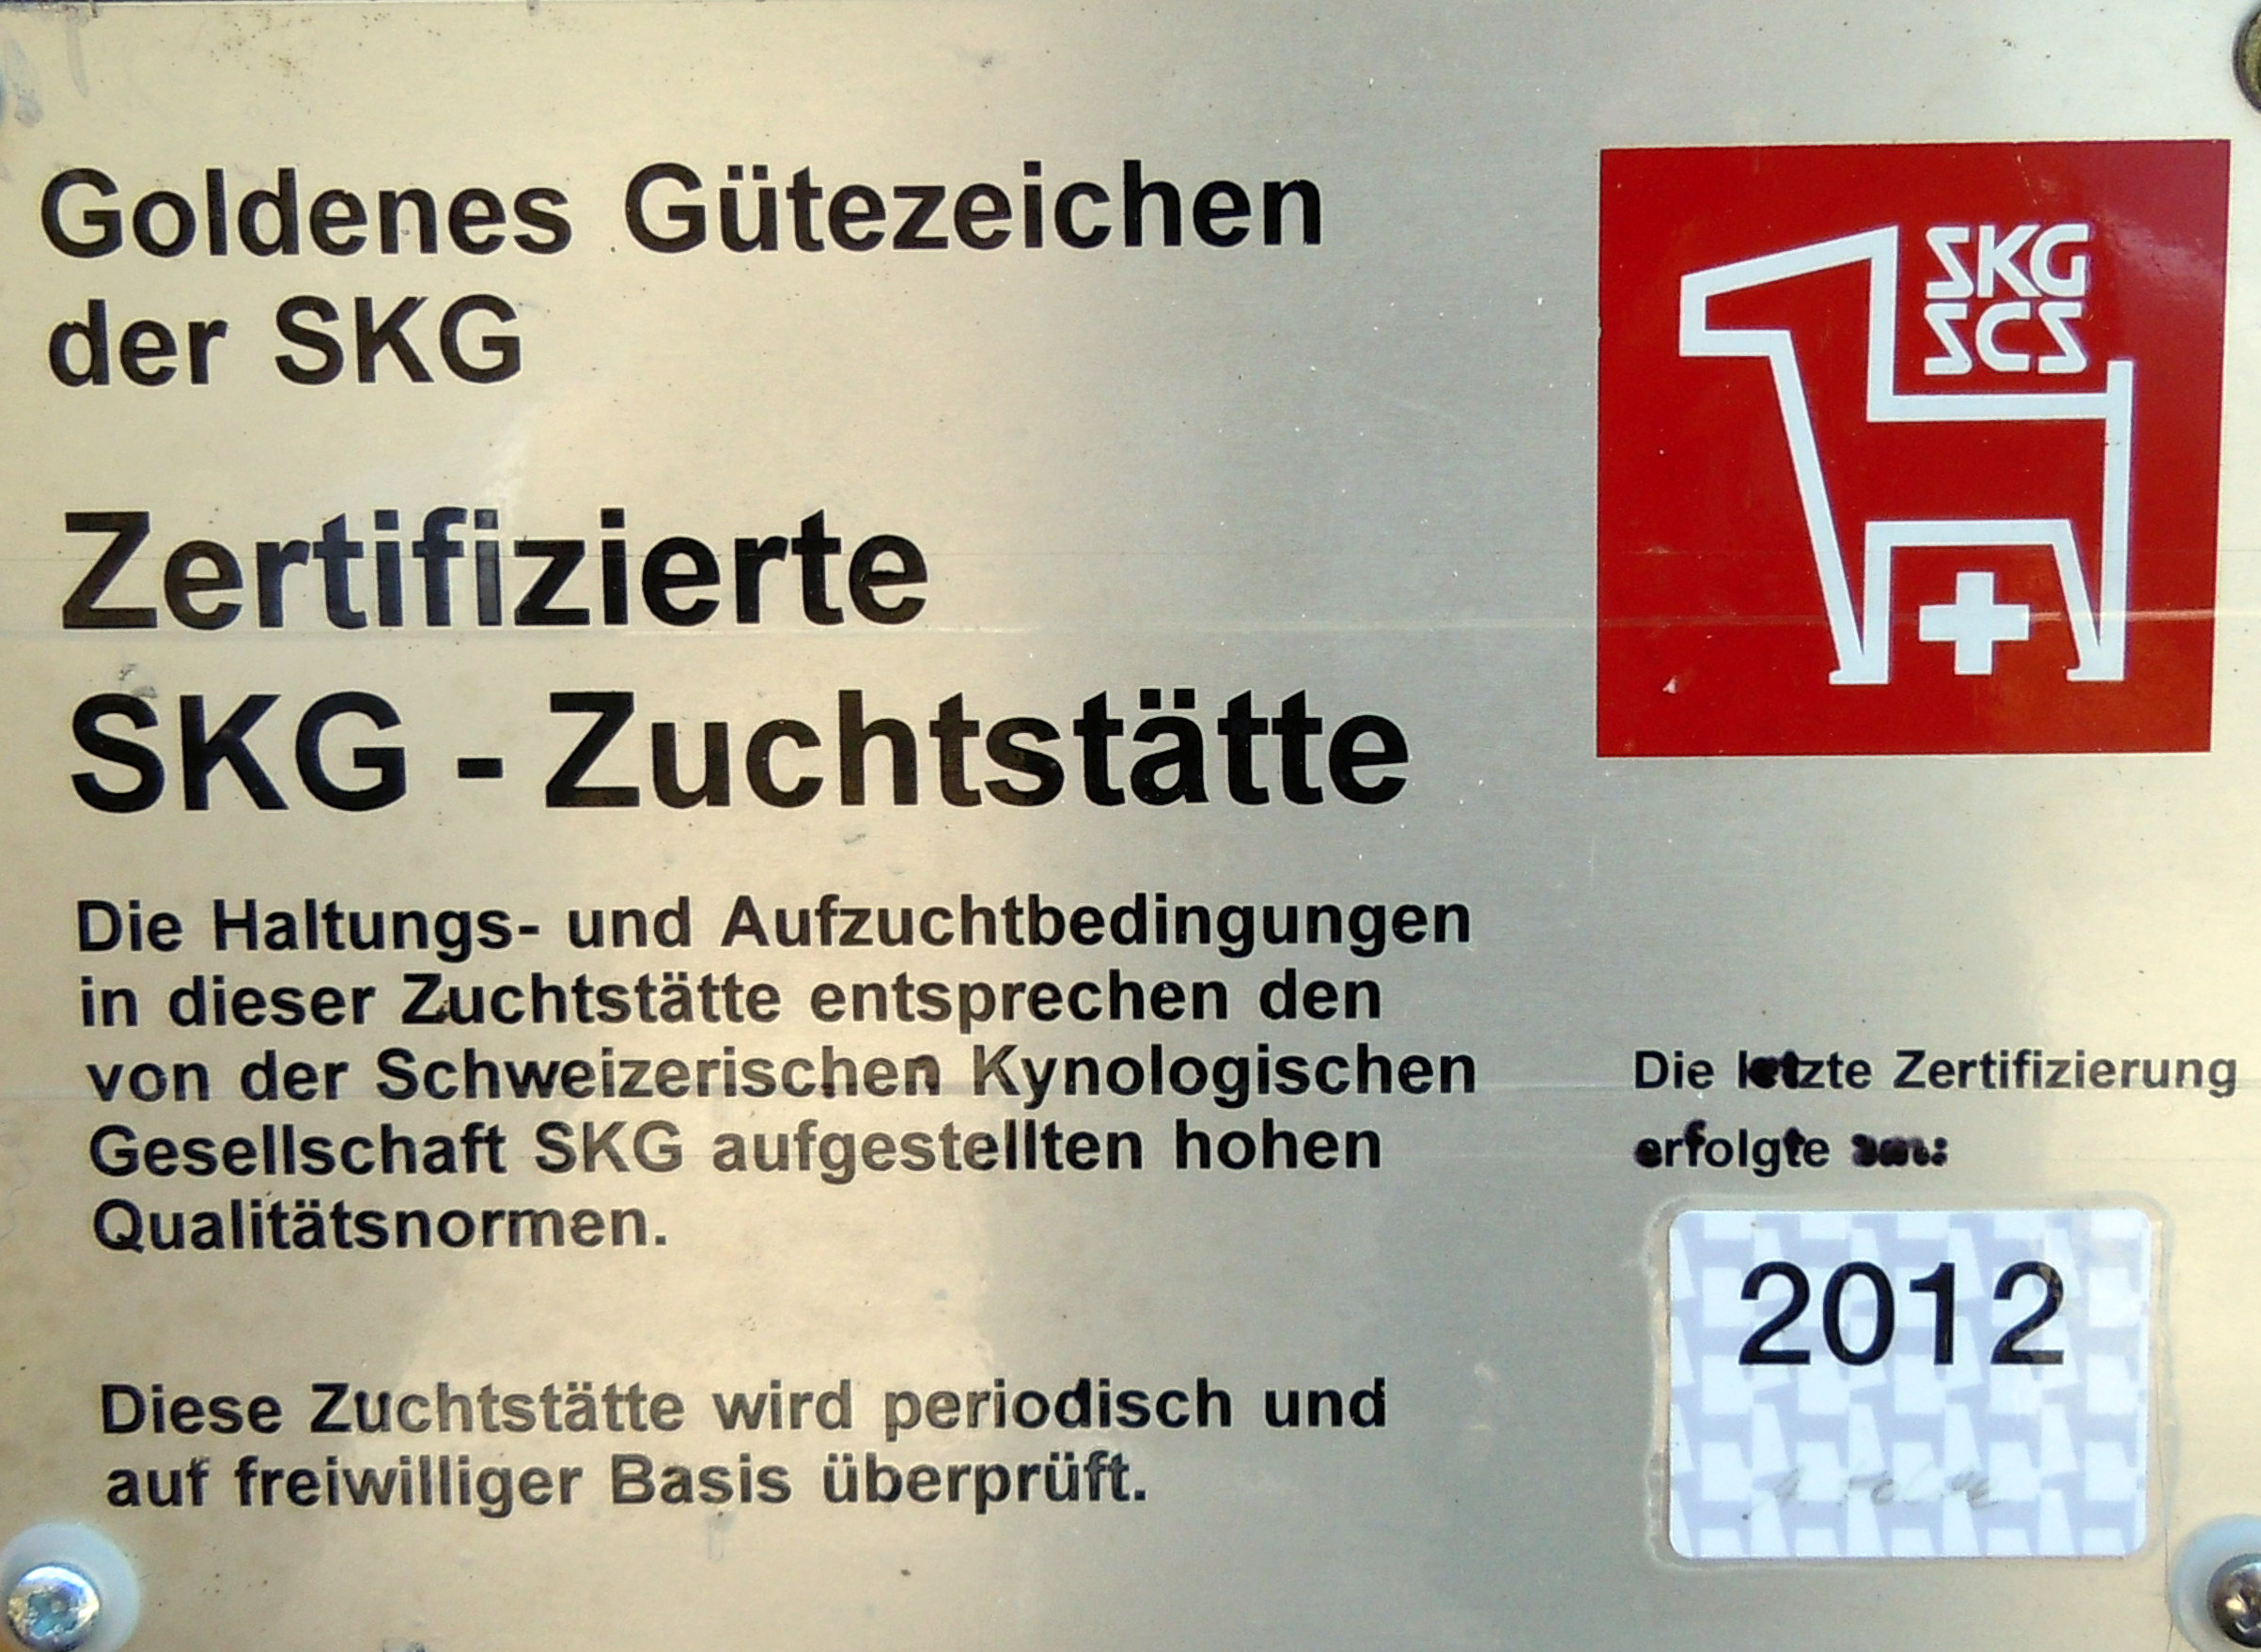 Goldenes Gütezeichen
der SKG
SKG
SCS
Zertifizierte
SKG - Zuchtstätte
Die Haltungs- und Aufzuchtbedingungen
in dieser Zuchtstätte entsprechen den
von der Schweizerischen Kynologischen
Gesellschaft SKG aufgestellten hohen
Qualitätsnormen.
Diese Zuchtstätte wird periodisch und
auf freiwilliger Basis überprüft.
Die letzte Zertifizierung
erfolgte am:
2012